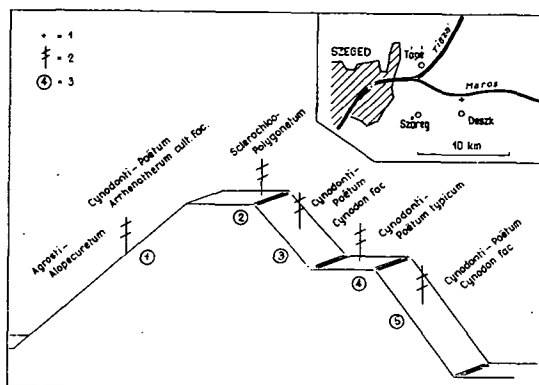 + = 1
= 2
④ = 3
SZEGED
Tápé
Tisza
Maros
Szőreg
Deszk
10 km
Agrosti-
Alopecuretum
Cynodonti-Poëtum
Arrhenatherum cult. fac.
Sclerochloo-
Polygonetum
Cynodonti-
Poëtum
Cynodon fac
Cynodonti-
Poëtum typicum
Cynodonti-Poëtum
Cynodon fac
①
②
③
④
⑤